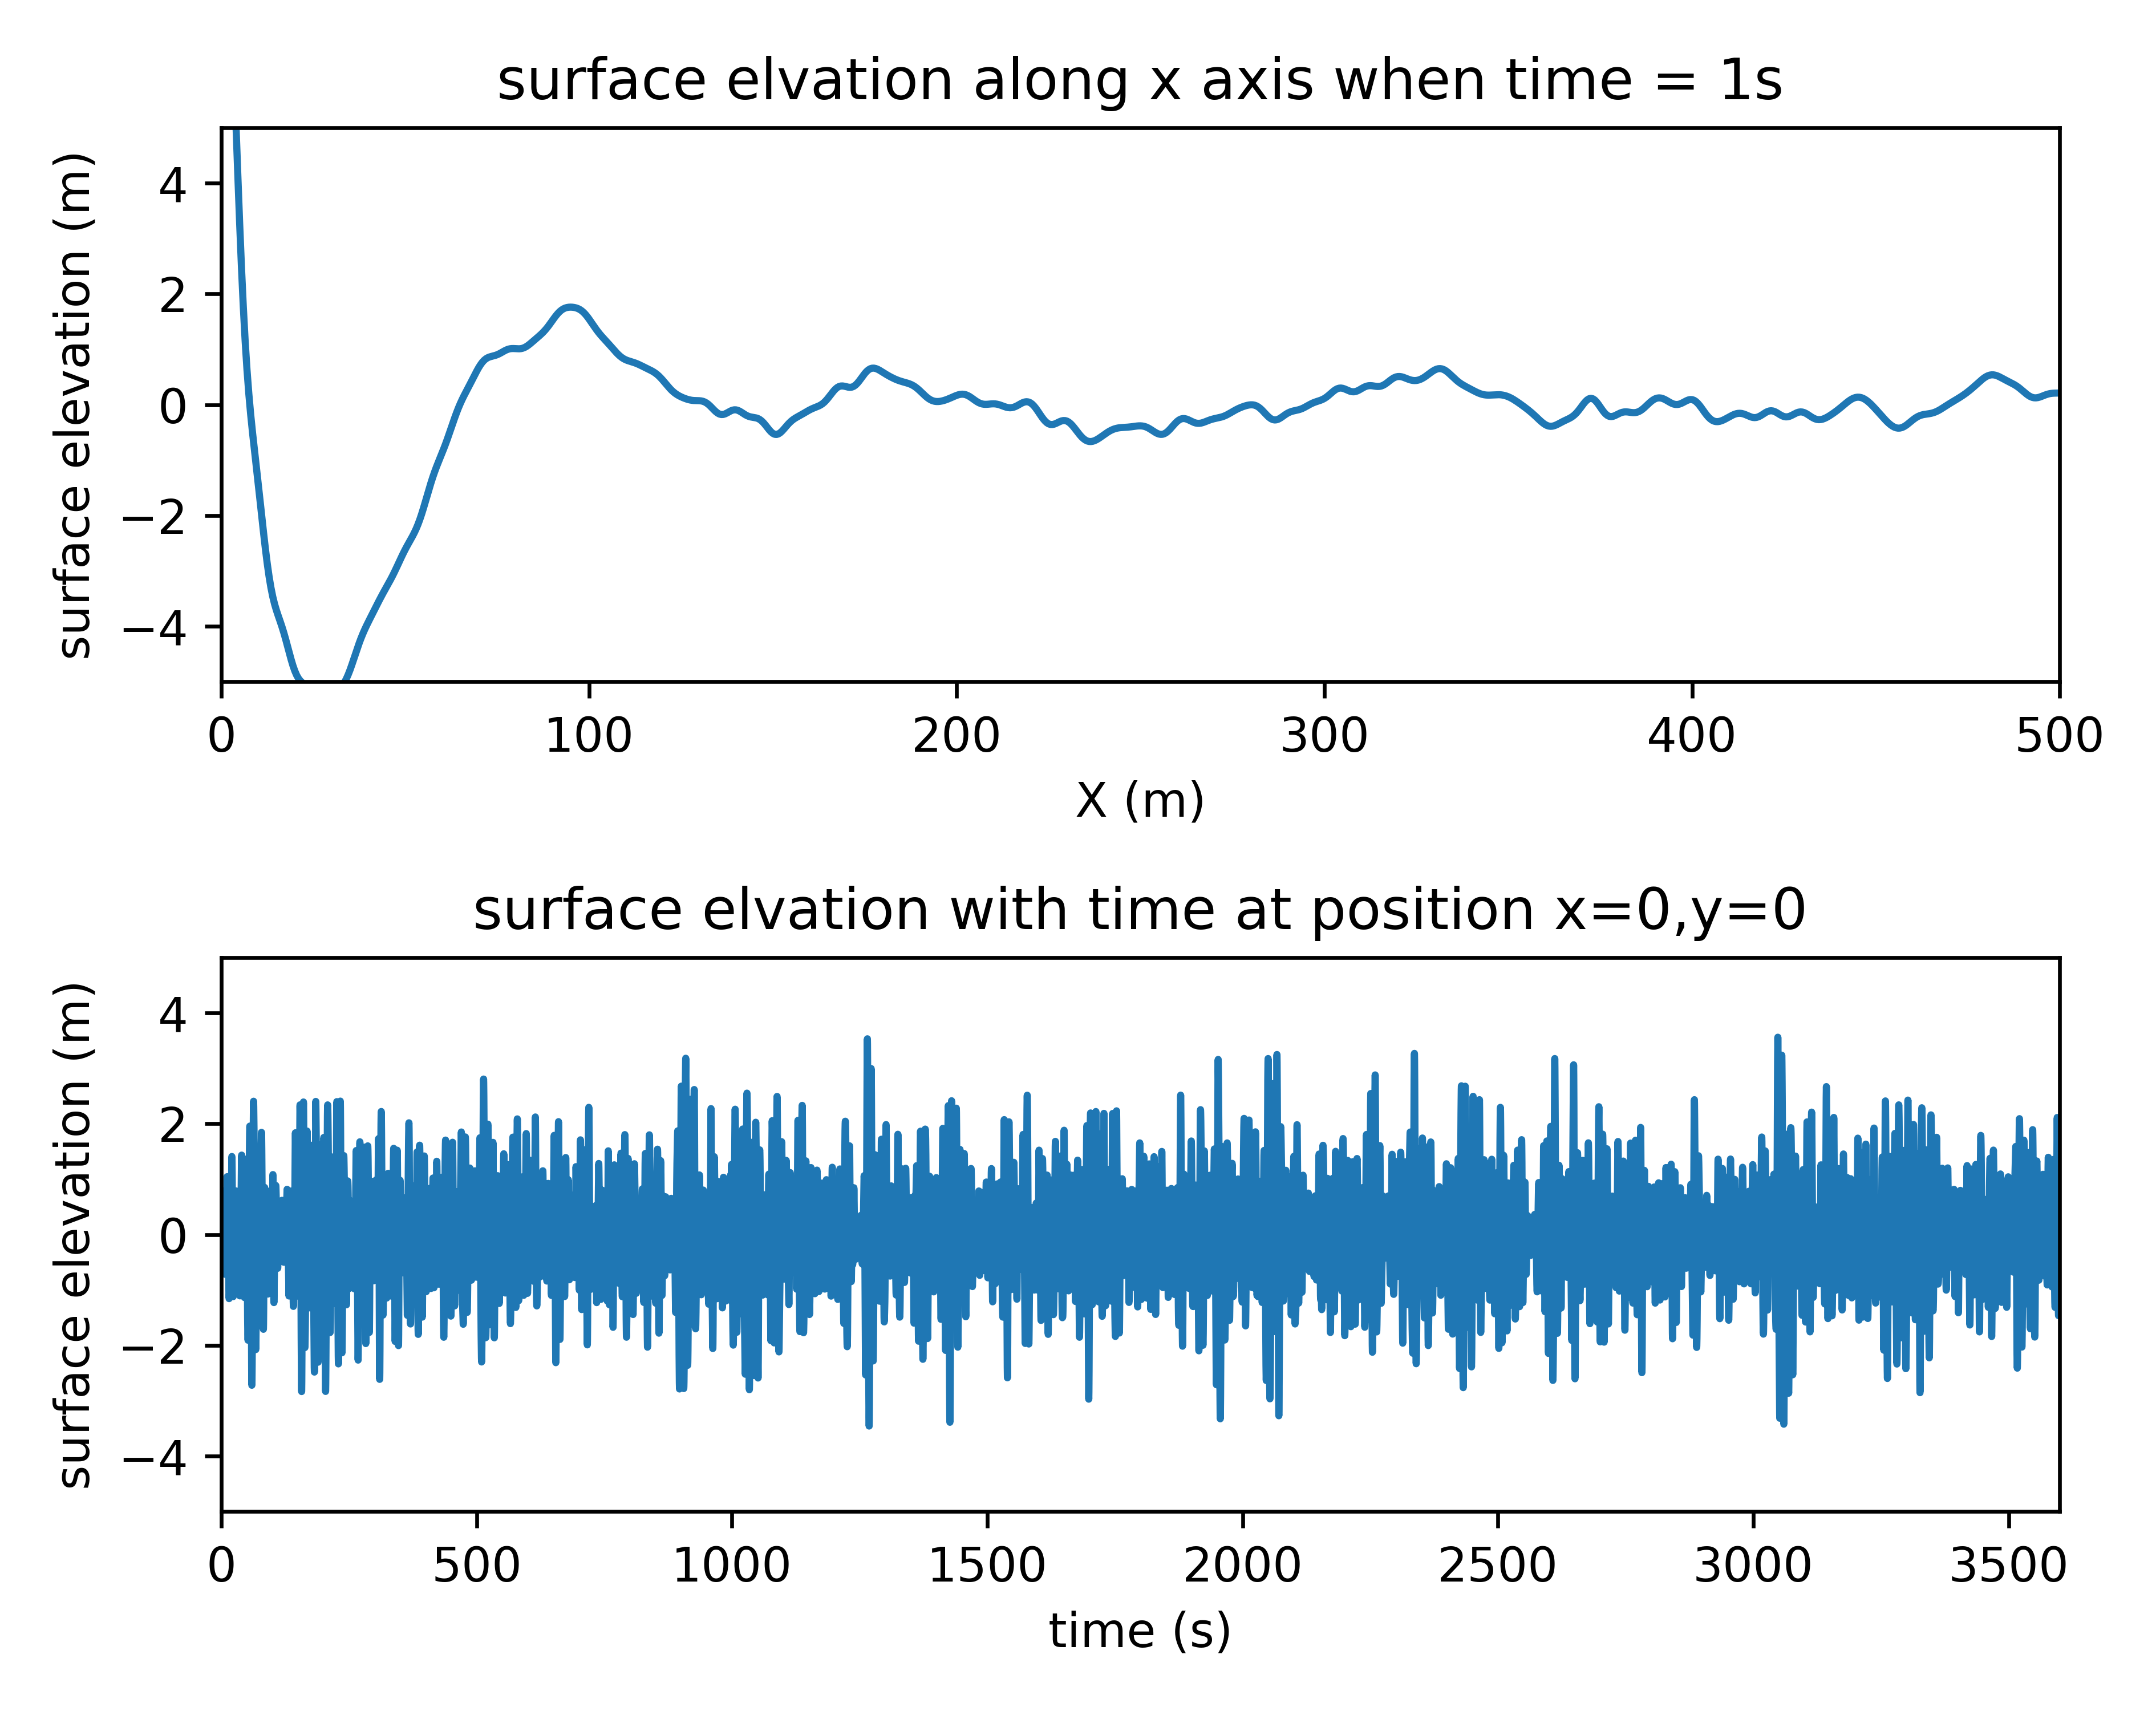 surface elvation along x axis when time = 1s
surface elevation (m)
4
2
0
−2
−4
0 100 200 300 400 500
X (m)
surface elvation with time at position x=0,y=0
surface elevation (m)
4
2
0
−2
−4
0 500 1000 1500 2000 2500 3000 3500
time (s)